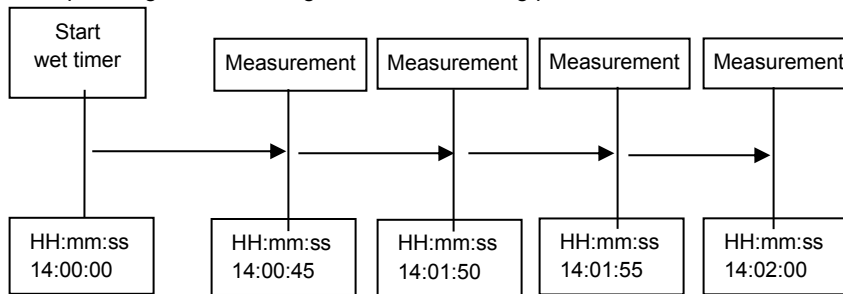 Start
wet timer
Measurement
Measurement
Measurement
Measurement
HH:mm:ss
14:00:00
HH:mm:ss
14:00:45
HH:mm:ss
14:01:50
HH:mm:ss
14:01:55
HH:mm:ss
14:02:00